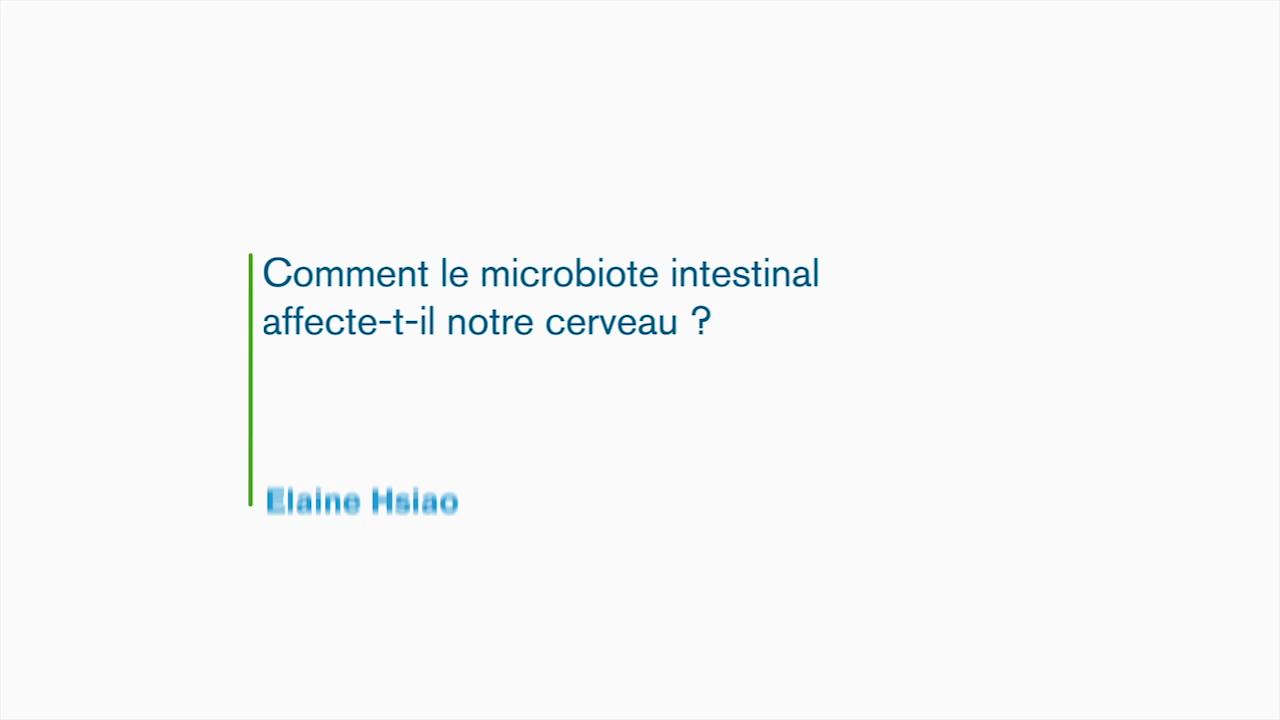 Comment le microbiote intestinal
affecte-t-il notre cerveau ?
Elaine Hsiao